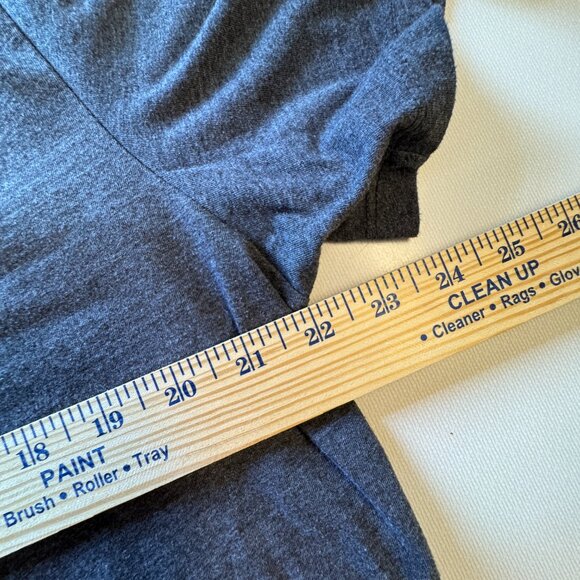 18 19 20 21 22 23 24 25 26
PAINT
Brush • Roller • Tray
CLEAN UP
• Cleaner • Rags • Glov